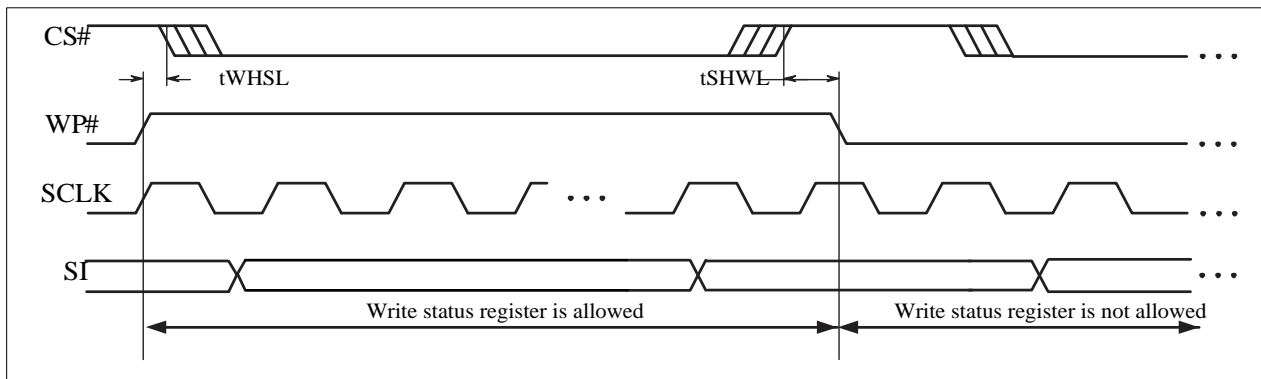 CS#
tWHSL
tSHWL
WP#
SCLK
SI
Write status register is allowed
Write status register is not allowed